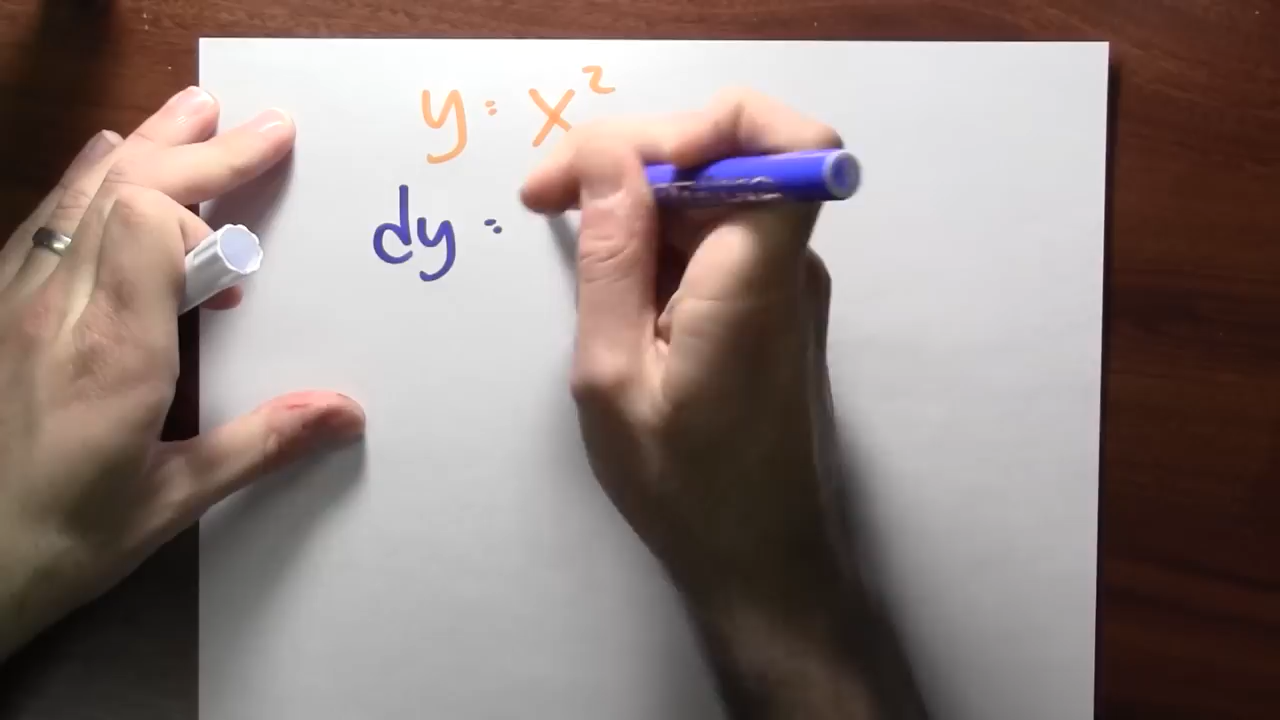 y = x²
dy =